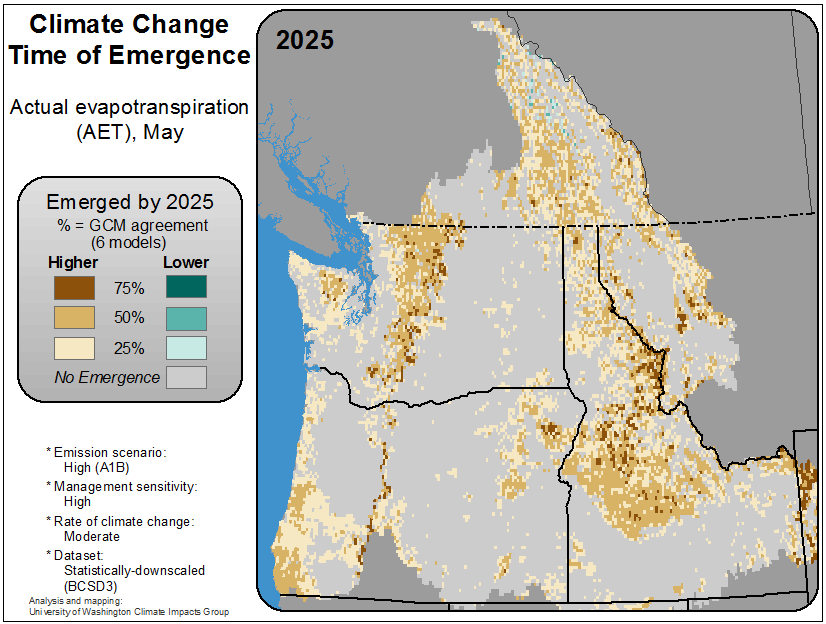 Climate Change
Time of Emergence
Actual evapotranspiration
(AET), May
Emerged by 2025
% = GCM agreement
(6 models)
Higher Lower
75%
50%
25%
No Emergence
* Emission scenario:
High (A1B)
* Management sensitivity:
High
* Rate of climate change:
Moderate
* Dataset:
Statistically-downscaled
(BCSD3)
Analysis and mapping:
University of Washington Climate Impacts Group
2025